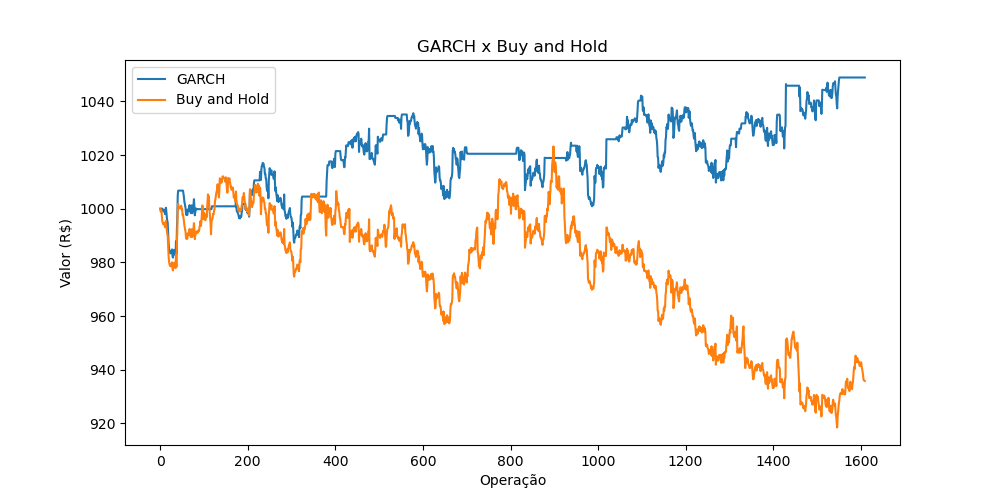 GARCH x Buy and Hold
GARCH
Buy and Hold
1040
1020
1000
980
960
940
920
Valor (R$)
0 200 400 600 800 1000 1200 1400 1600
Operação